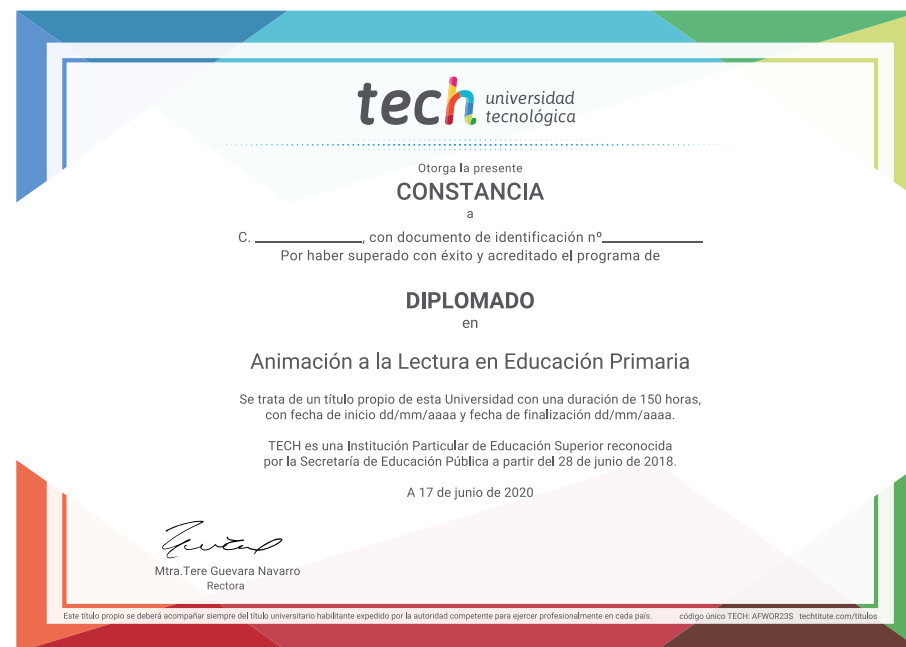 tech universidad
tecnológica
Otorga la presente
CONSTANCIA
a
C. ____________, con documento de identificación nº____________
Por haber superado con éxito y acreditado el programa de
DIPLOMADO
en
Animación a la Lectura en Educación Primaria
Se trata de un título propio de esta Universidad con una duración de 150 horas,
con fecha de inicio dd/mm/aaaa y fecha de finalización dd/mm/aaaa.
TECH es una Institución Particular de Educación Superior reconocida
por la Secretaría de Educación Pública a partir del 28 de junio de 2018.
A 17 de junio de 2020
Mtra.Tere Guevara Navarro
Rectora
Este título propio se deberá acompañar siempre del título universitario habilitante expedido por la autoridad competente para ejercer profesionalmente en cada país. código único TECH: AFWOR23S techtitute.com/titulos